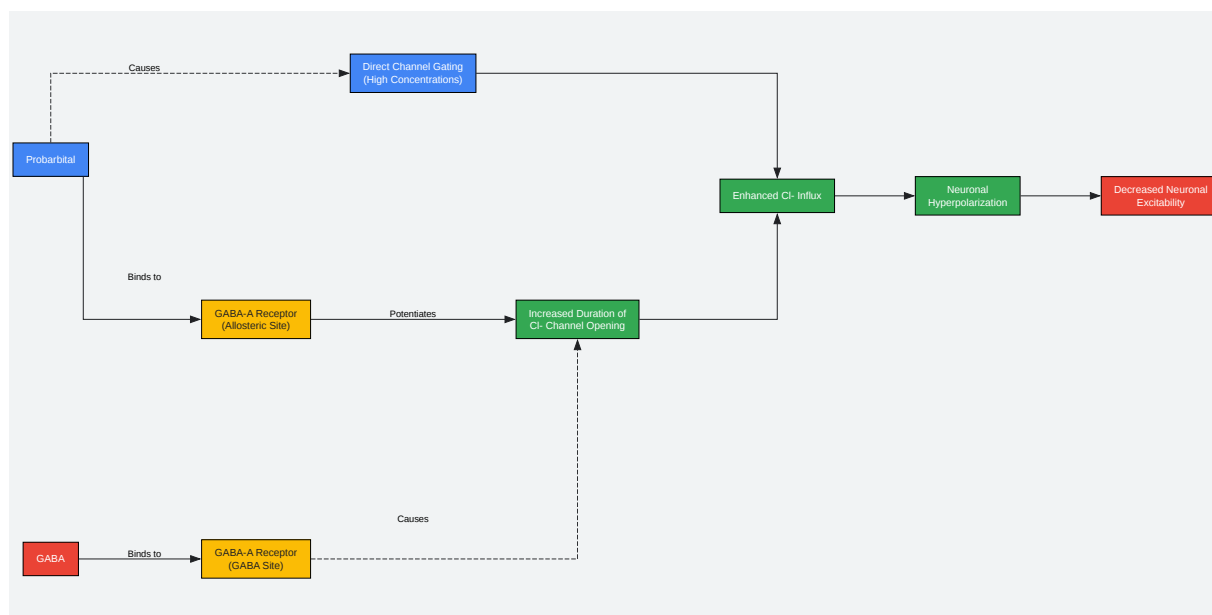 Causes
Direct Channel Gating
(High Concentrations)
Probarbital
Enhanced Cl- Influx
Neuronal
Hyperpolarization
Decreased Neuronal
Excitability
Binds to
GABA-A Receptor
(Allosteric Site)
Potentiates
Increased Duration of
Cl- Channel Opening
Causes
GABA
Binds to
GABA-A Receptor
(GABA Site)